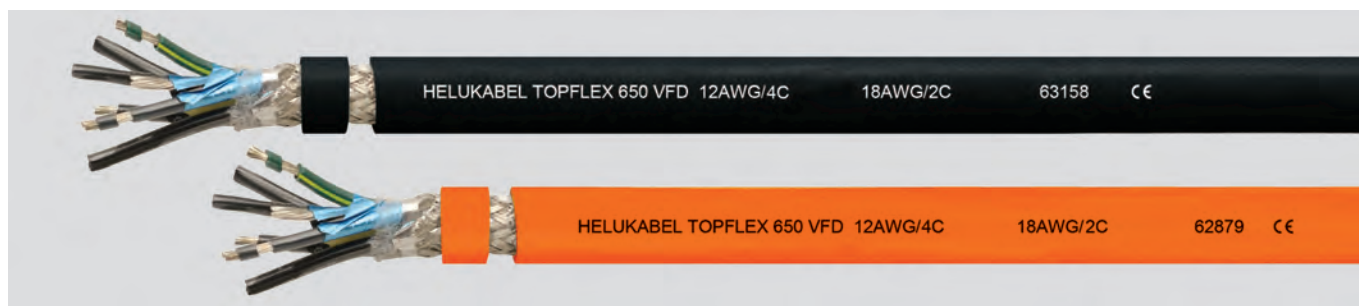 HELUKABEL TOPFLEX 650 VFD 12AWG/4C 18AWG/2C 63158 CE
HELUKABEL TOPFLEX 650 VFD 12AWG/4C 18AWG/2C 62879 CE